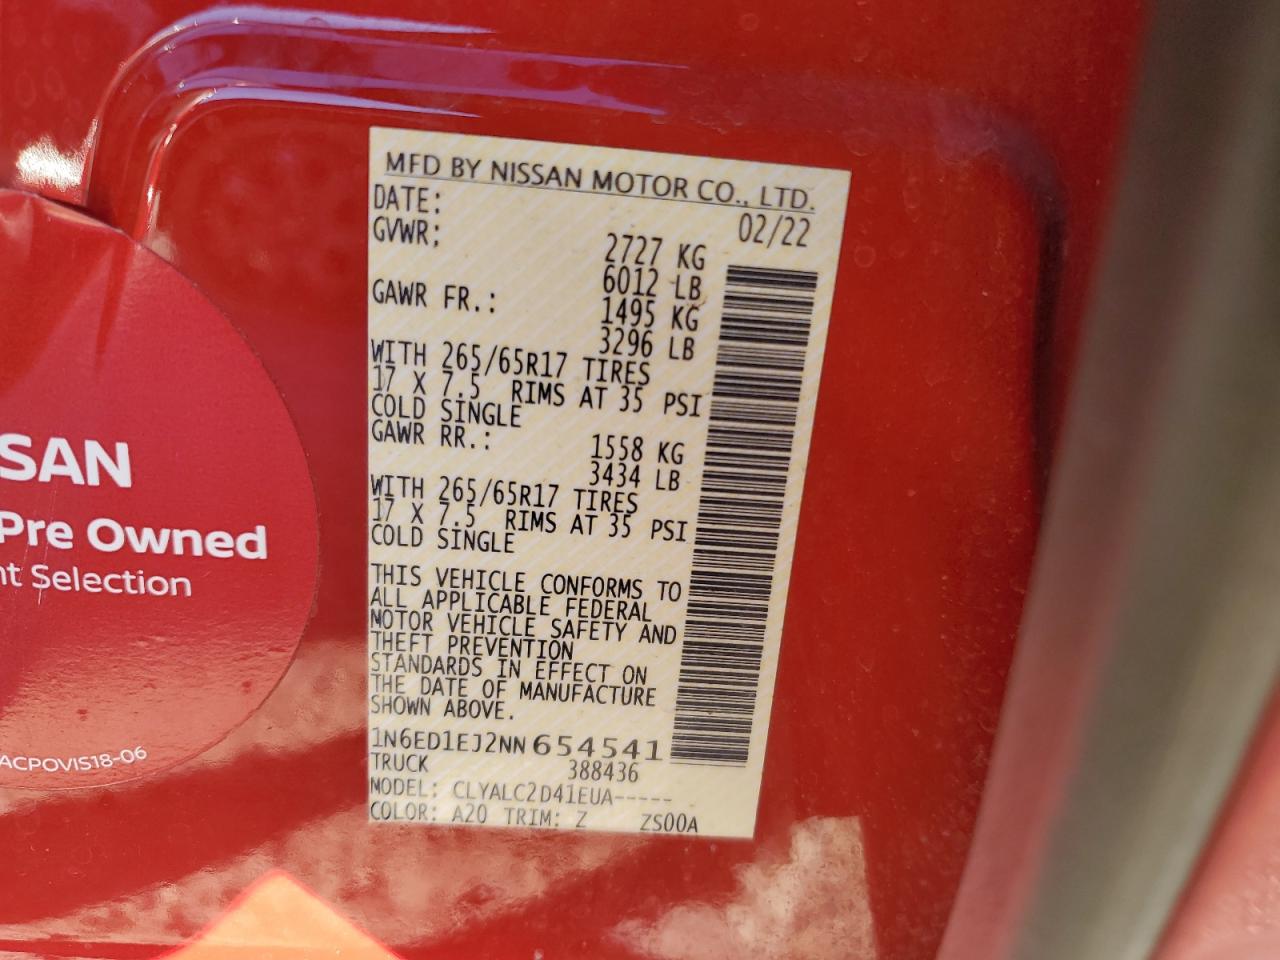 MFD BY NISSAN MOTOR CO., LTD.
DATE: 02/22
GVWR: 2727 KG
6012 LB
GAWR FR.: 1495 KG
3296 LB
WITH 265/65R17 TIRES
17 X 7.5 RIMS AT 35 PSI
COLD SINGLE
GAWR RR.: 1558 KG
3434 LB
WITH 265/65R17 TIRES
17 X 7.5 RIMS AT 35 PSI
COLD SINGLE
THIS VEHICLE CONFORMS TO
ALL APPLICABLE FEDERAL
MOTOR VEHICLE SAFETY AND
THEFT PREVENTION
STANDARDS IN EFFECT ON
THE DATE OF MANUFACTURE
SHOWN ABOVE.
1N6ED1EJ2NN654541
TRUCK 388436
MODEL: CLYALC2D41EUA-----
COLOR: A20 TRIM: Z ZS00A
SSAN
Pre Owned
nt Selection
ACPOVIS18-06